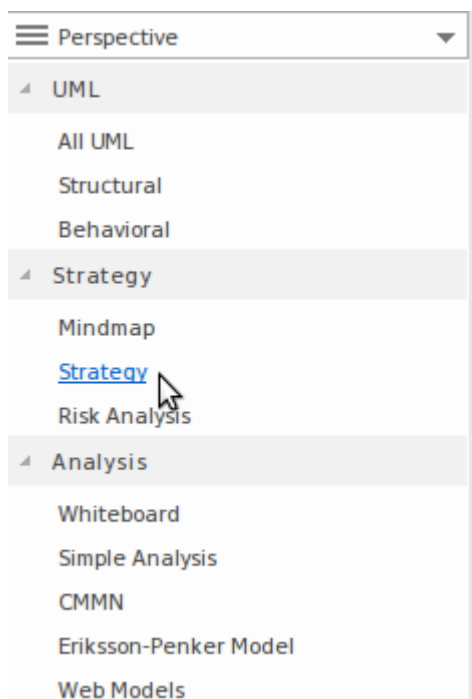 Perspective
UML
All UML
Structural
Behavioral
Strategy
Mindmap
Strategy
Risk Analysis
Analysis
Whiteboard
Simple Analysis
CMMN
Eriksson-Penker Model
Web Models